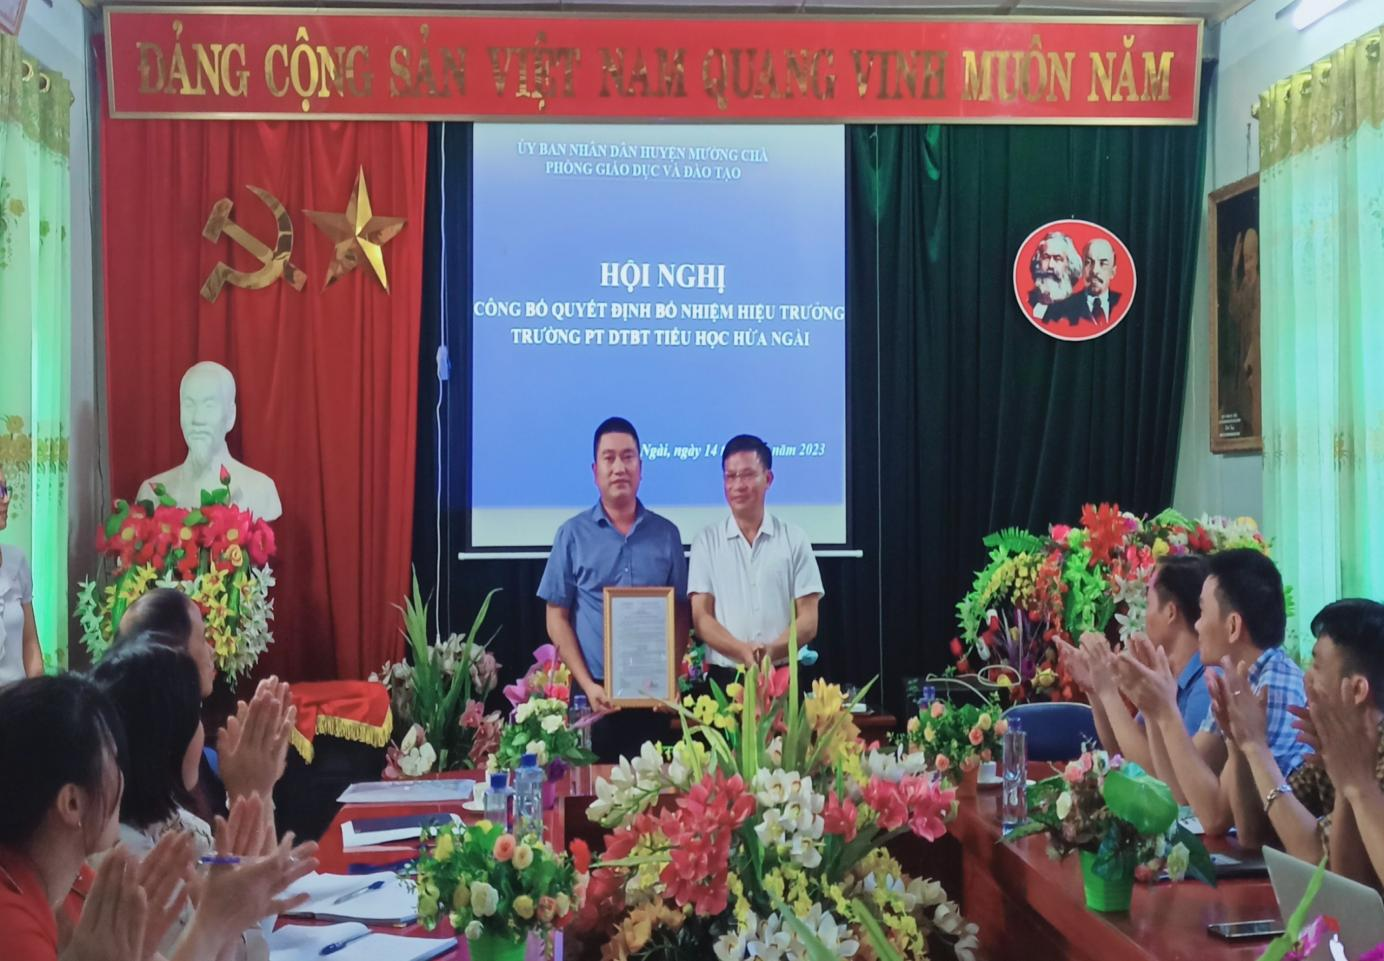 ĐẢNG CỘNG SẢN VIỆT NAM QUANG VINH MUÔN NĂM
ỦY BAN NHÂN DÂN HUYỆN MƯỜNG CHÀ
PHÒNG GIÁO DỤC VÀ ĐÀO TẠO
HỘI NGHỊ
CÔNG BỐ QUYẾT ĐỊNH BỔ NHIỆM HIỆU TRƯỞNG
TRƯỜNG PT DTBT TIỂU HỌC HỪA NGÀI
Ngài, ngày 14 năm 2023